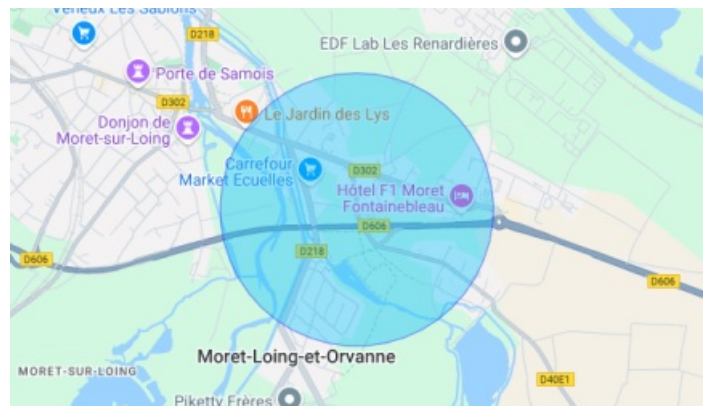 Veneux Les Sablons
D218
EDF Lab Les Renardières
Porte de Samois
D302
Le Jardin des Lys
Donjon de
Moret-sur-Loing
Carrefour
Market Ecuelles
D302
Hôtel F1 Moret
Fontainebleau
D606
D218
D606
D606
Moret-Loing-et-Orvanne
MORET-SUR-LOING
D40E1
Piketty Frères